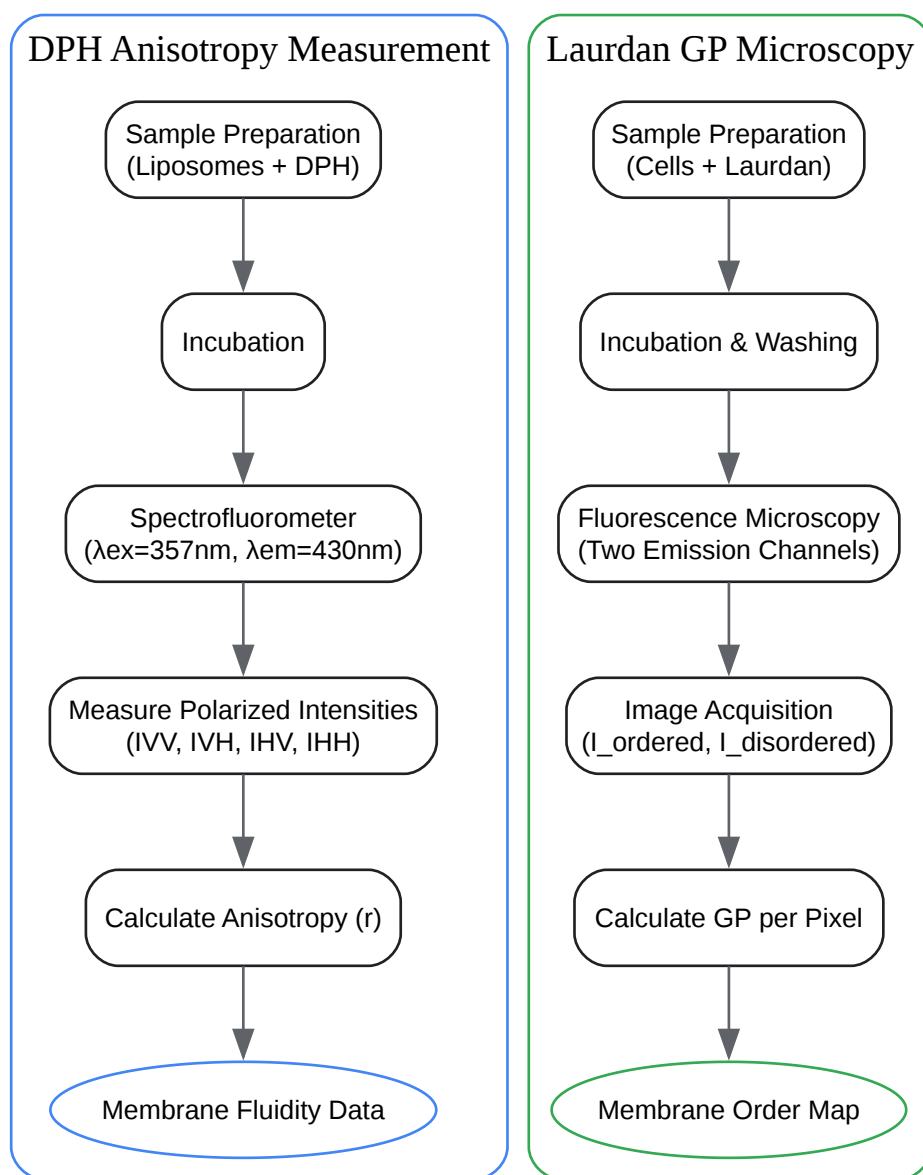 DPH Anisotropy Measurement
Sample Preparation
(Liposomes + DPH)
Incubation
Spectrofluorometer
(λex=357nm, λem=430nm)
Measure Polarized Intensities
(IVV, IVH, IHV, IHH)
Calculate Anisotropy (r)
Membrane Fluidity Data
Laurdan GP Microscopy
Sample Preparation
(Cells + Laurdan)
Incubation & Washing
Fluorescence Microscopy
(Two Emission Channels)
Image Acquisition
(I_ordered, I_disordered)
Calculate GP per Pixel
Membrane Order Map